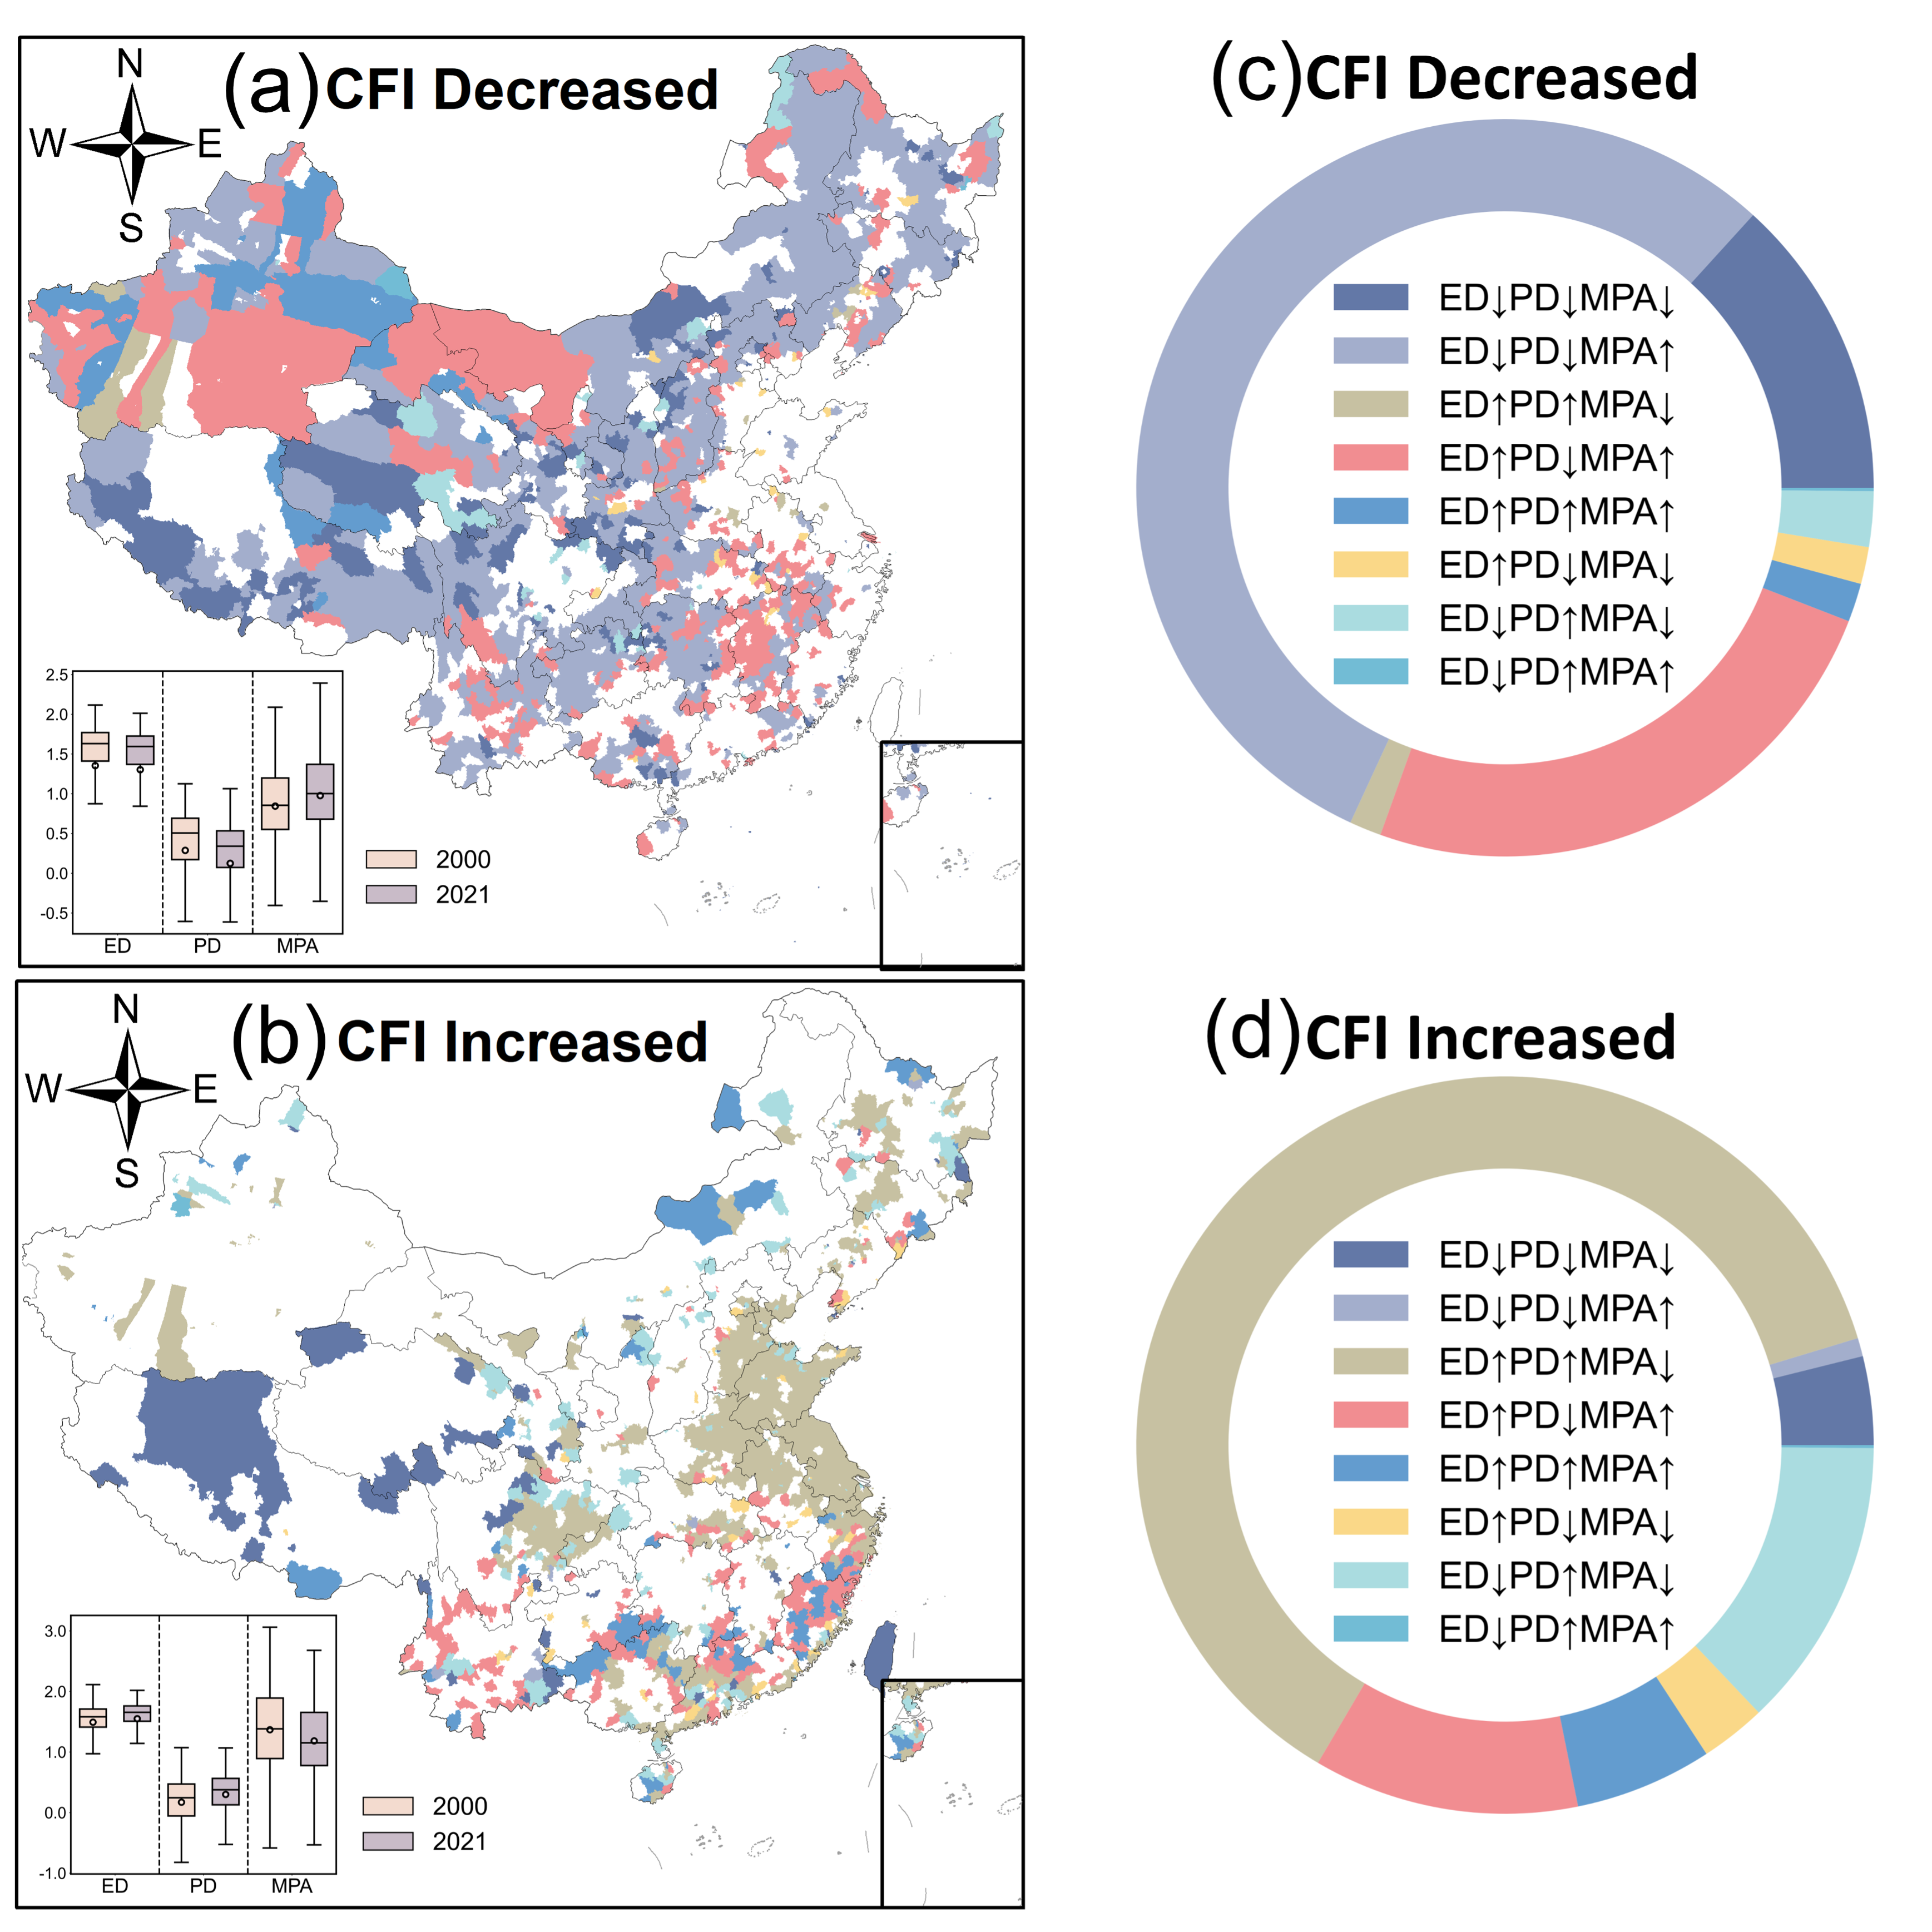 (a) CFI Decreased
N
W E
S
2.5
2.0
1.5
1.0
0.5
0.0
-0.5
ED PD MPA
2000
2021
(c) CFI Decreased
ED↓PD↓MPA↓
ED↓PD↓MPA↑
ED↑PD↑MPA↓
ED↑PD↓MPA↑
ED↑PD↑MPA↑
ED↑PD↓MPA↓
ED↓PD↑MPA↓
ED↓PD↑MPA↑
(b) CFI Increased
N
W E
S
3.0
2.0
1.0
0.0
-1.0
ED PD MPA
2000
2021
(d) CFI Increased
ED↓PD↓MPA↓
ED↓PD↓MPA↑
ED↑PD↑MPA↓
ED↑PD↓MPA↑
ED↑PD↑MPA↑
ED↑PD↓MPA↓
ED↓PD↑MPA↓
ED↓PD↑MPA↑